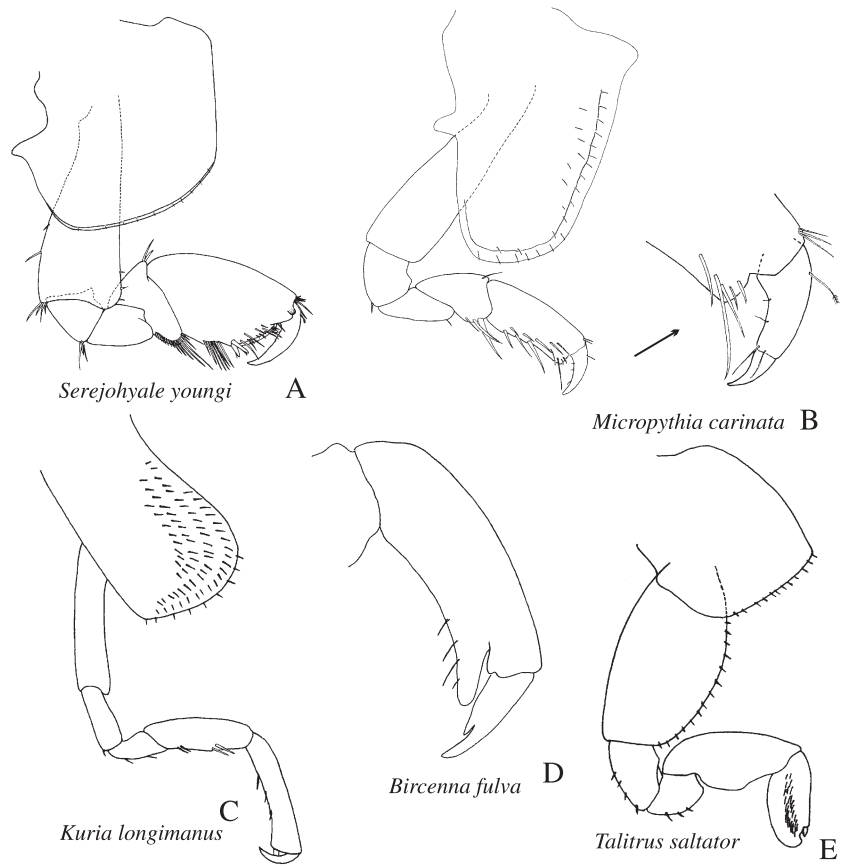 Serejohyale youngi A
Micropythia carinata B
Kuria longimanus C
Bircenna fulva D
Talitrus saltator E